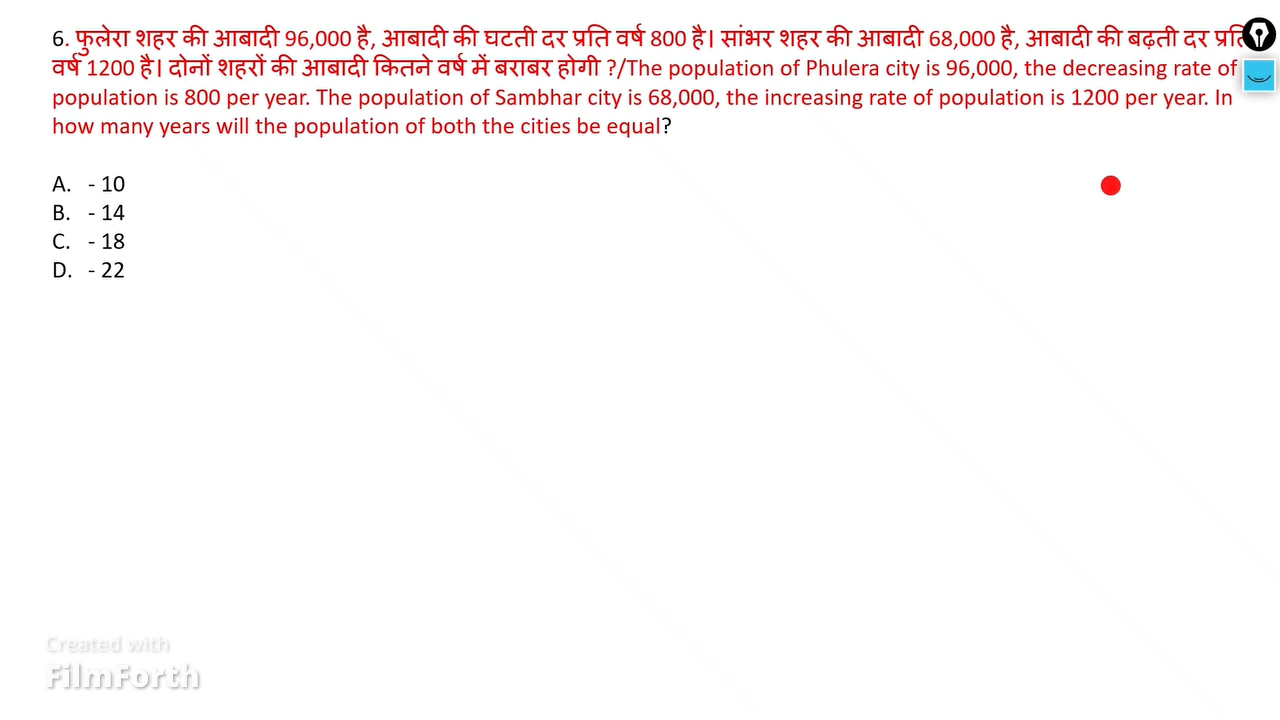 6. फुलेरा शहर की आबादी 96,000 है, आबादी की घटती दर प्रति वर्ष 800 है। सांभर शहर की आबादी 68,000 है, आबादी की बढ़ती दर प्रति
वर्ष 1200 है। दोनों शहरों की आबादी कितने वर्ष में बराबर होगी ?/The population of Phulera city is 96,000, the decreasing rate of
population is 800 per year. The population of Sambhar city is 68,000, the increasing rate of population is 1200 per year. In
how many years will the population of both the cities be equal?
A. - 10
B. - 14
C. - 18
D. - 22
Created with
FilmForth